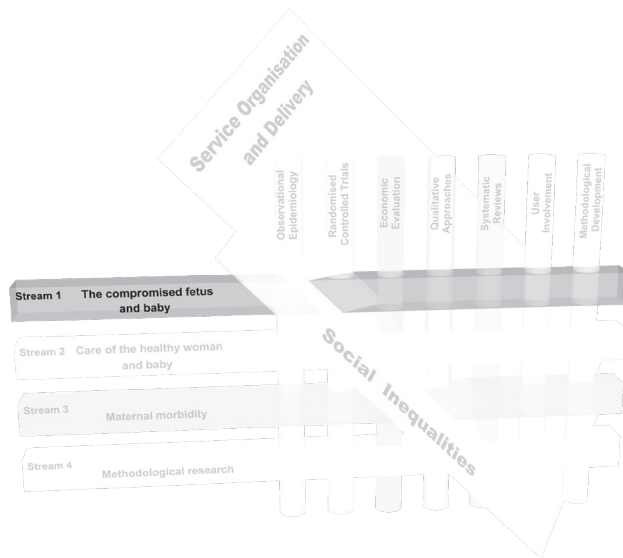 Service Organisation
and Delivery
Observational
Epidemiology
Randomised
Controlled Trials
Economic
Evaluation
Qualitative
Approaches
Systematic
Reviews
User
Involvement
Methodological
Development
Stream 1 The compromised fetus
and baby
Stream 2 Care of the healthy woman
and baby
Stream 3 Maternal morbidity
Stream 4 Methodological research
Social Inequalities